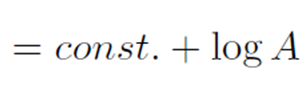 = const. + log A